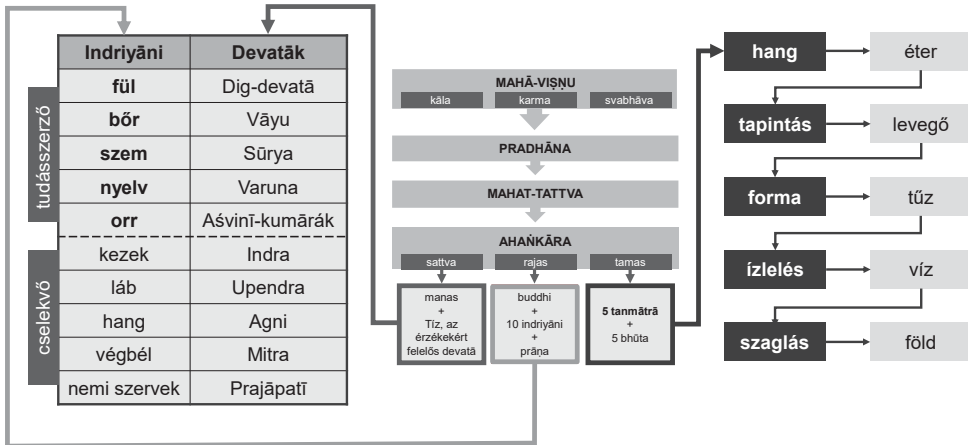 Indriyāni Devatāk
tudásszerző
fül Dig-devatā
bőr Vāyu
szem Sūrya
nyelv Varuna
orr Aśvinī-kumārák
cselekvő
kezek Indra
láb Upendra
hang Agni
végbél Mitra
nemi szervek Prajāpatī
MAHĀ-VIṢṆU
kāla karma svabhāva
PRADHĀNA
MAHAT-TATTVA
AHAṄKĀRA
sattva rajas tamas
manas
+
Tíz, az
érzékekért
felelős devatā
buddhi
+
10 indriyāni
+
prāṇa
5 tanmātrā
+
5 bhūta
hang éter
tapintás levegő
forma tűz
ízlelés víz
szaglás föld